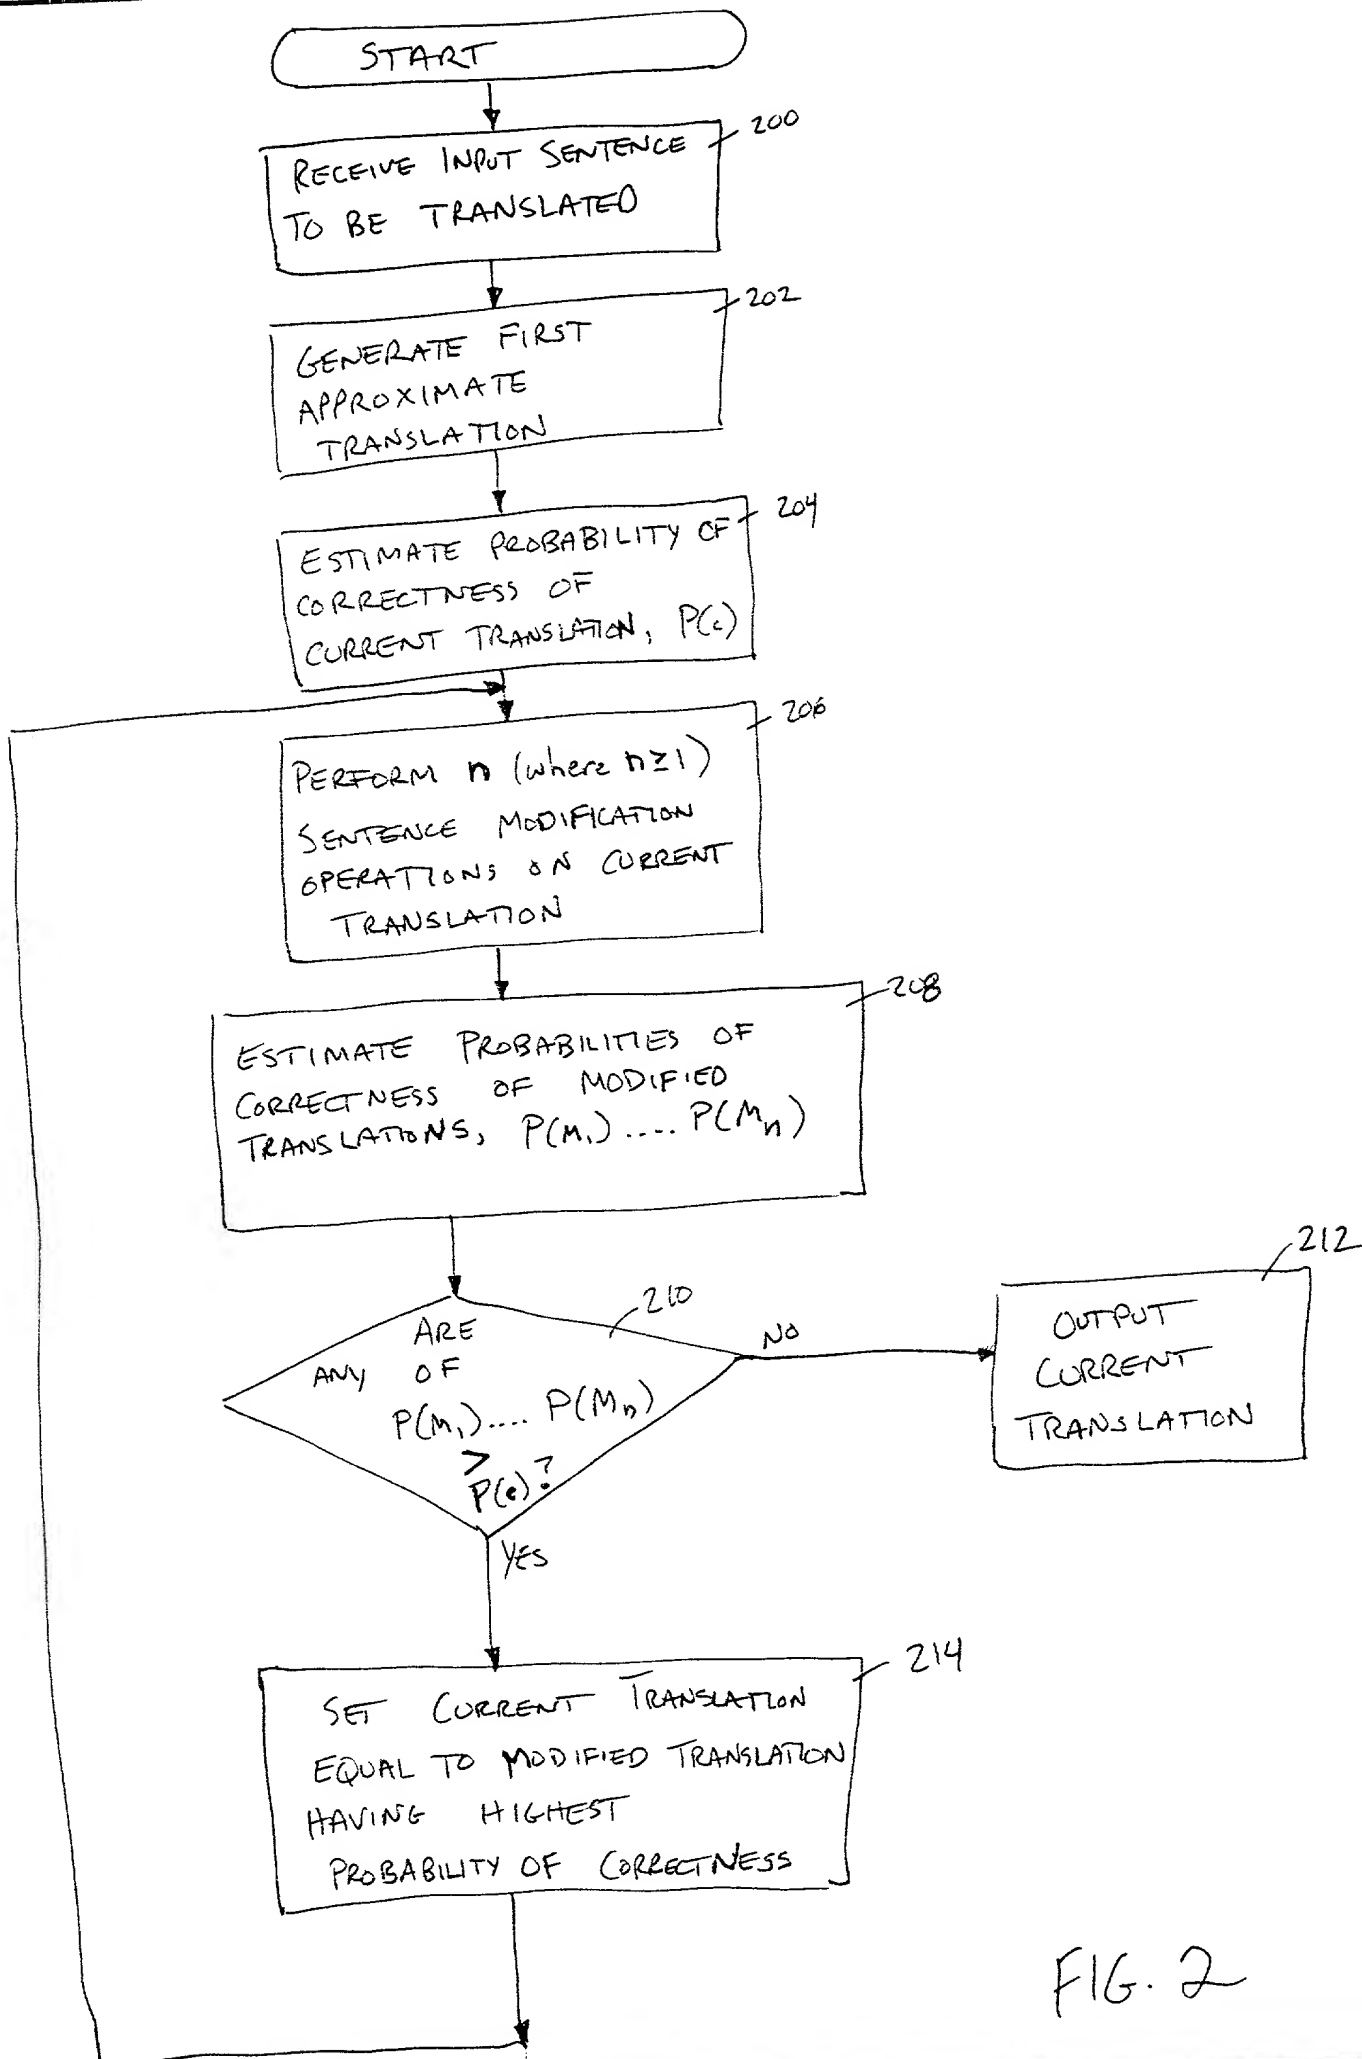 START
200
RECEIVE INPUT SENTENCE
TO BE TRANSLATED
202
GENERATE FIRST
APPROXIMATE
TRANSLATION
204
ESTIMATE PROBABILITY OF
CORRECTNESS OF
CURRENT TRANSLATION, P(c)
206
PERFORM n (where n≥1)
SENTENCE MODIFICATION
OPERATIONS ON CURRENT
TRANSLATION
208
ESTIMATE PROBABILITIES OF
CORRECTNESS OF MODIFIED
TRANSLATIONS, P(M₁) .... P(Mₙ)
210
ARE
ANY OF
P(M₁).... P(Mₙ)
>
P(c)?
NO
212
OUTPUT
CURRENT
TRANSLATION
YES
214
SET CURRENT TRANSLATION
EQUAL TO MODIFIED TRANSLATION
HAVING HIGHEST
PROBABILITY OF CORRECTNESS
FIG. 2